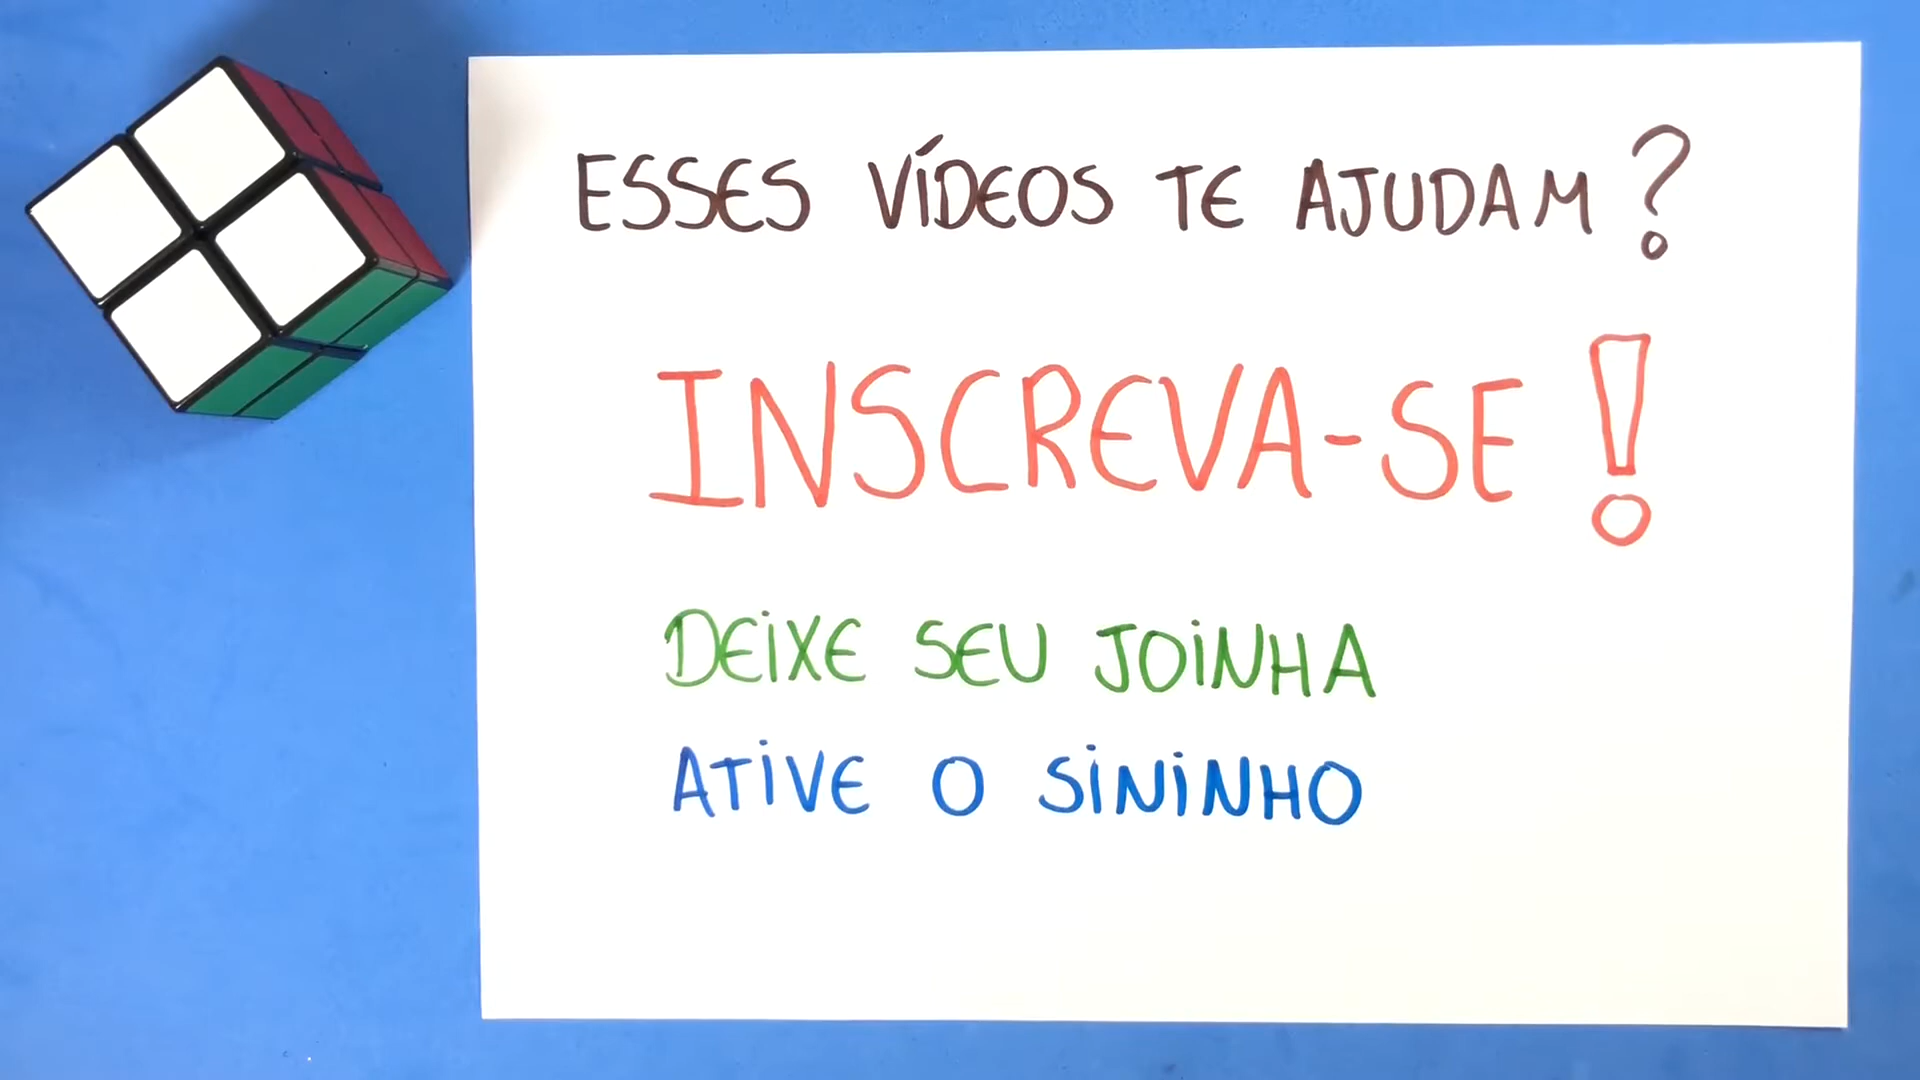 ESSES VÍDEOS TE AJUDAM?
INSCREVA-SE!
DEIXE SEU JOINHA
ATIVE O SININHO